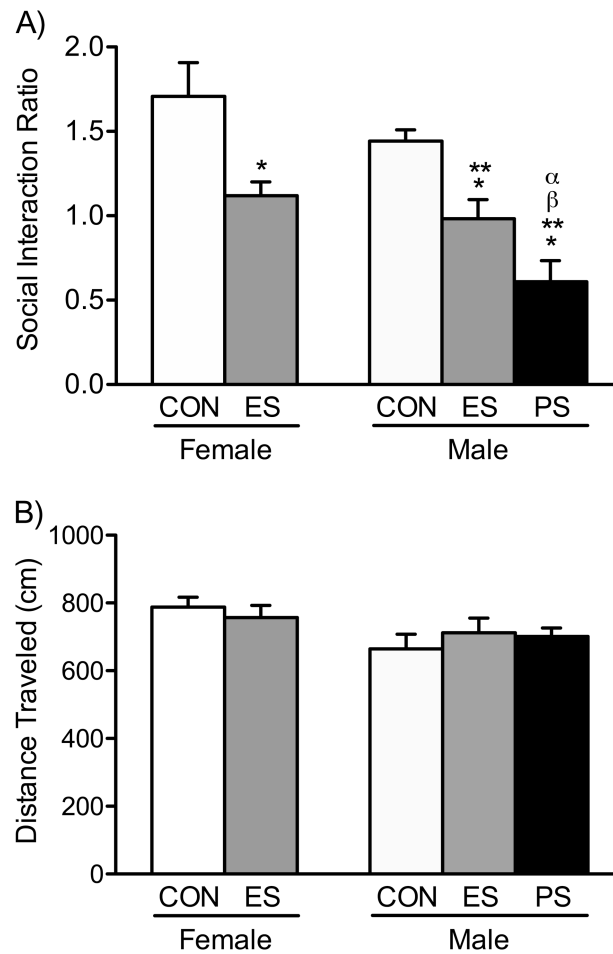 A)
Social Interaction Ratio
2.0
1.5
1.0
0.5
0.0
*
**
*
α
β
**
*
CON ES CON ES PS
Female Male
B)
Distance Traveled (cm)
1000
800
600
400
200
0
CON ES CON ES PS
Female Male